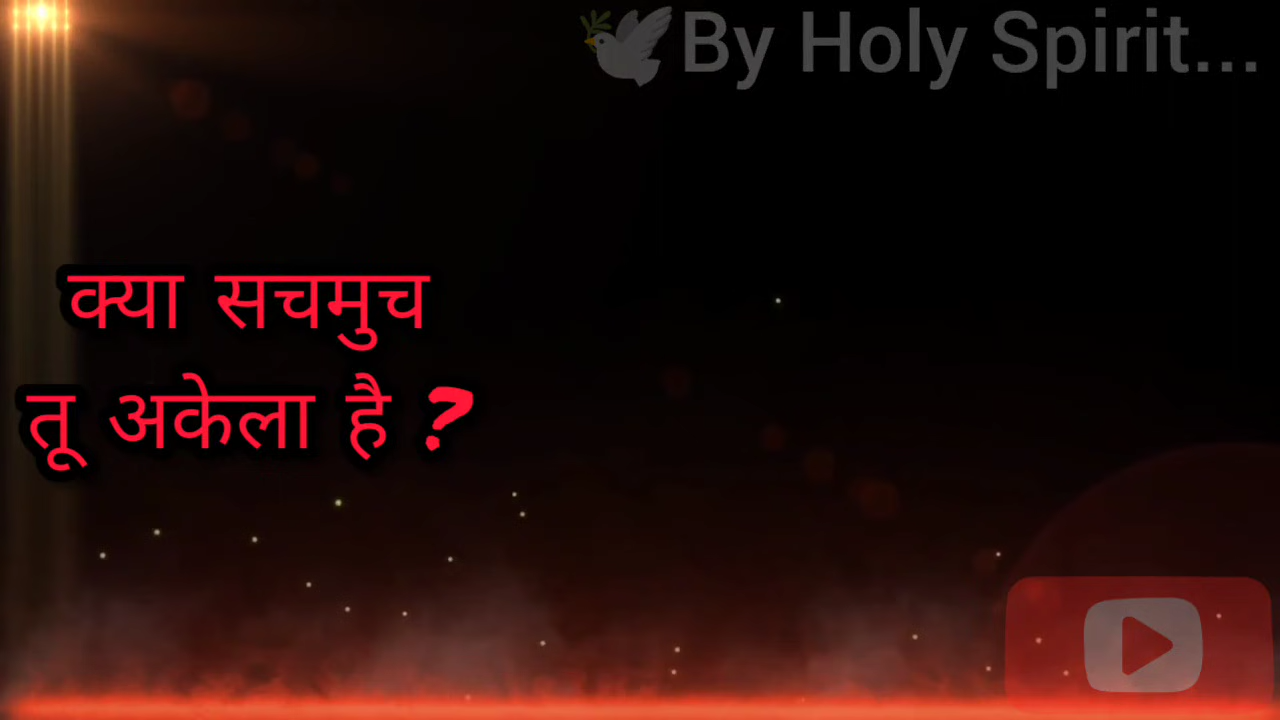 🕊️By Holy Spirit...
क्या सचमुच
तू अकेला है ?